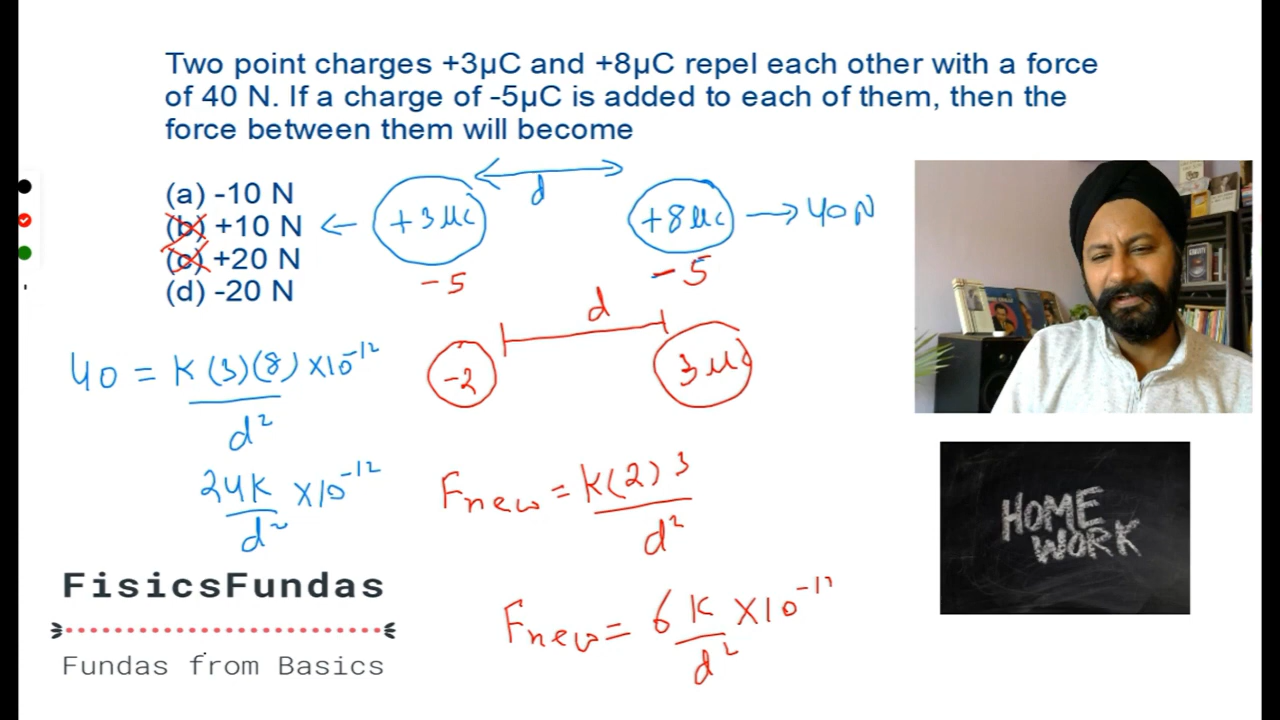 Two point charges +3µC and +8µC repel each other with a force
of 40 N. If a charge of -5µC is added to each of them, then the
force between them will become
(a) -10 N
(b) +10 N
(c) +20 N
(d) -20 N
d
+3µc
+8µc → 40N
-5
-5
d
-2
3µc
40 = K(3)(8) ×10⁻¹²
d²
24K ×10⁻¹²
d²
Fnew = K(2) 3
d²
Fnew = 6K ×10⁻¹²
d²
FisicsFundas
Fundas from Basics
HOME
WORK